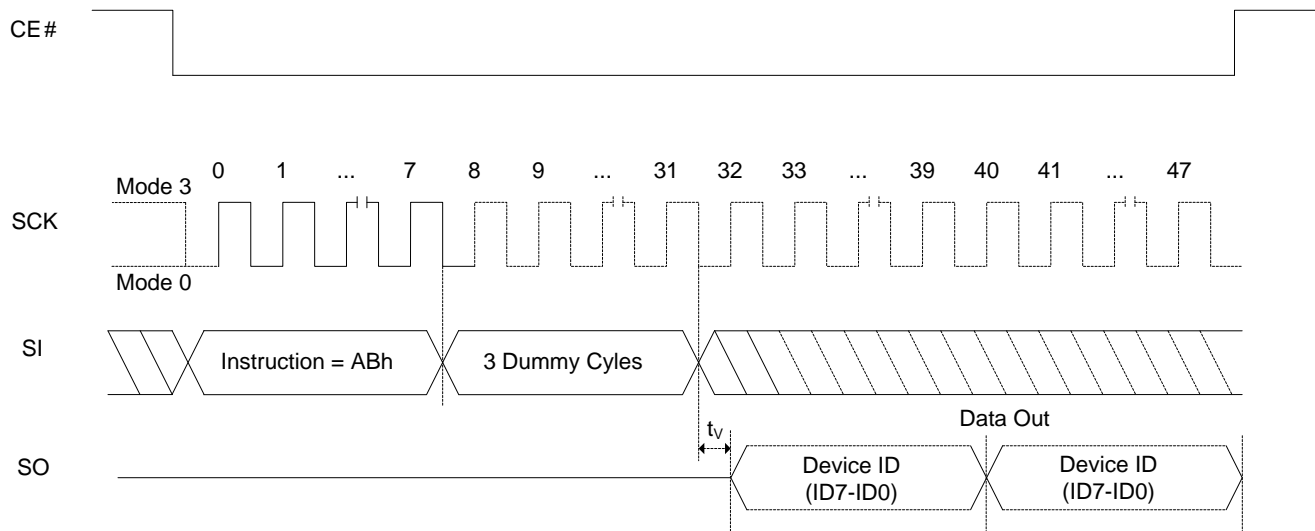 CE#
0 1 ... 7 8 9 ... 31 32 33 ... 39 40 41 ... 47
Mode 3
SCK
Mode 0
SI
Instruction = ABh
3 Dummy Cyles
tV
Data Out
SO
Device ID
(ID7-ID0)
Device ID
(ID7-ID0)